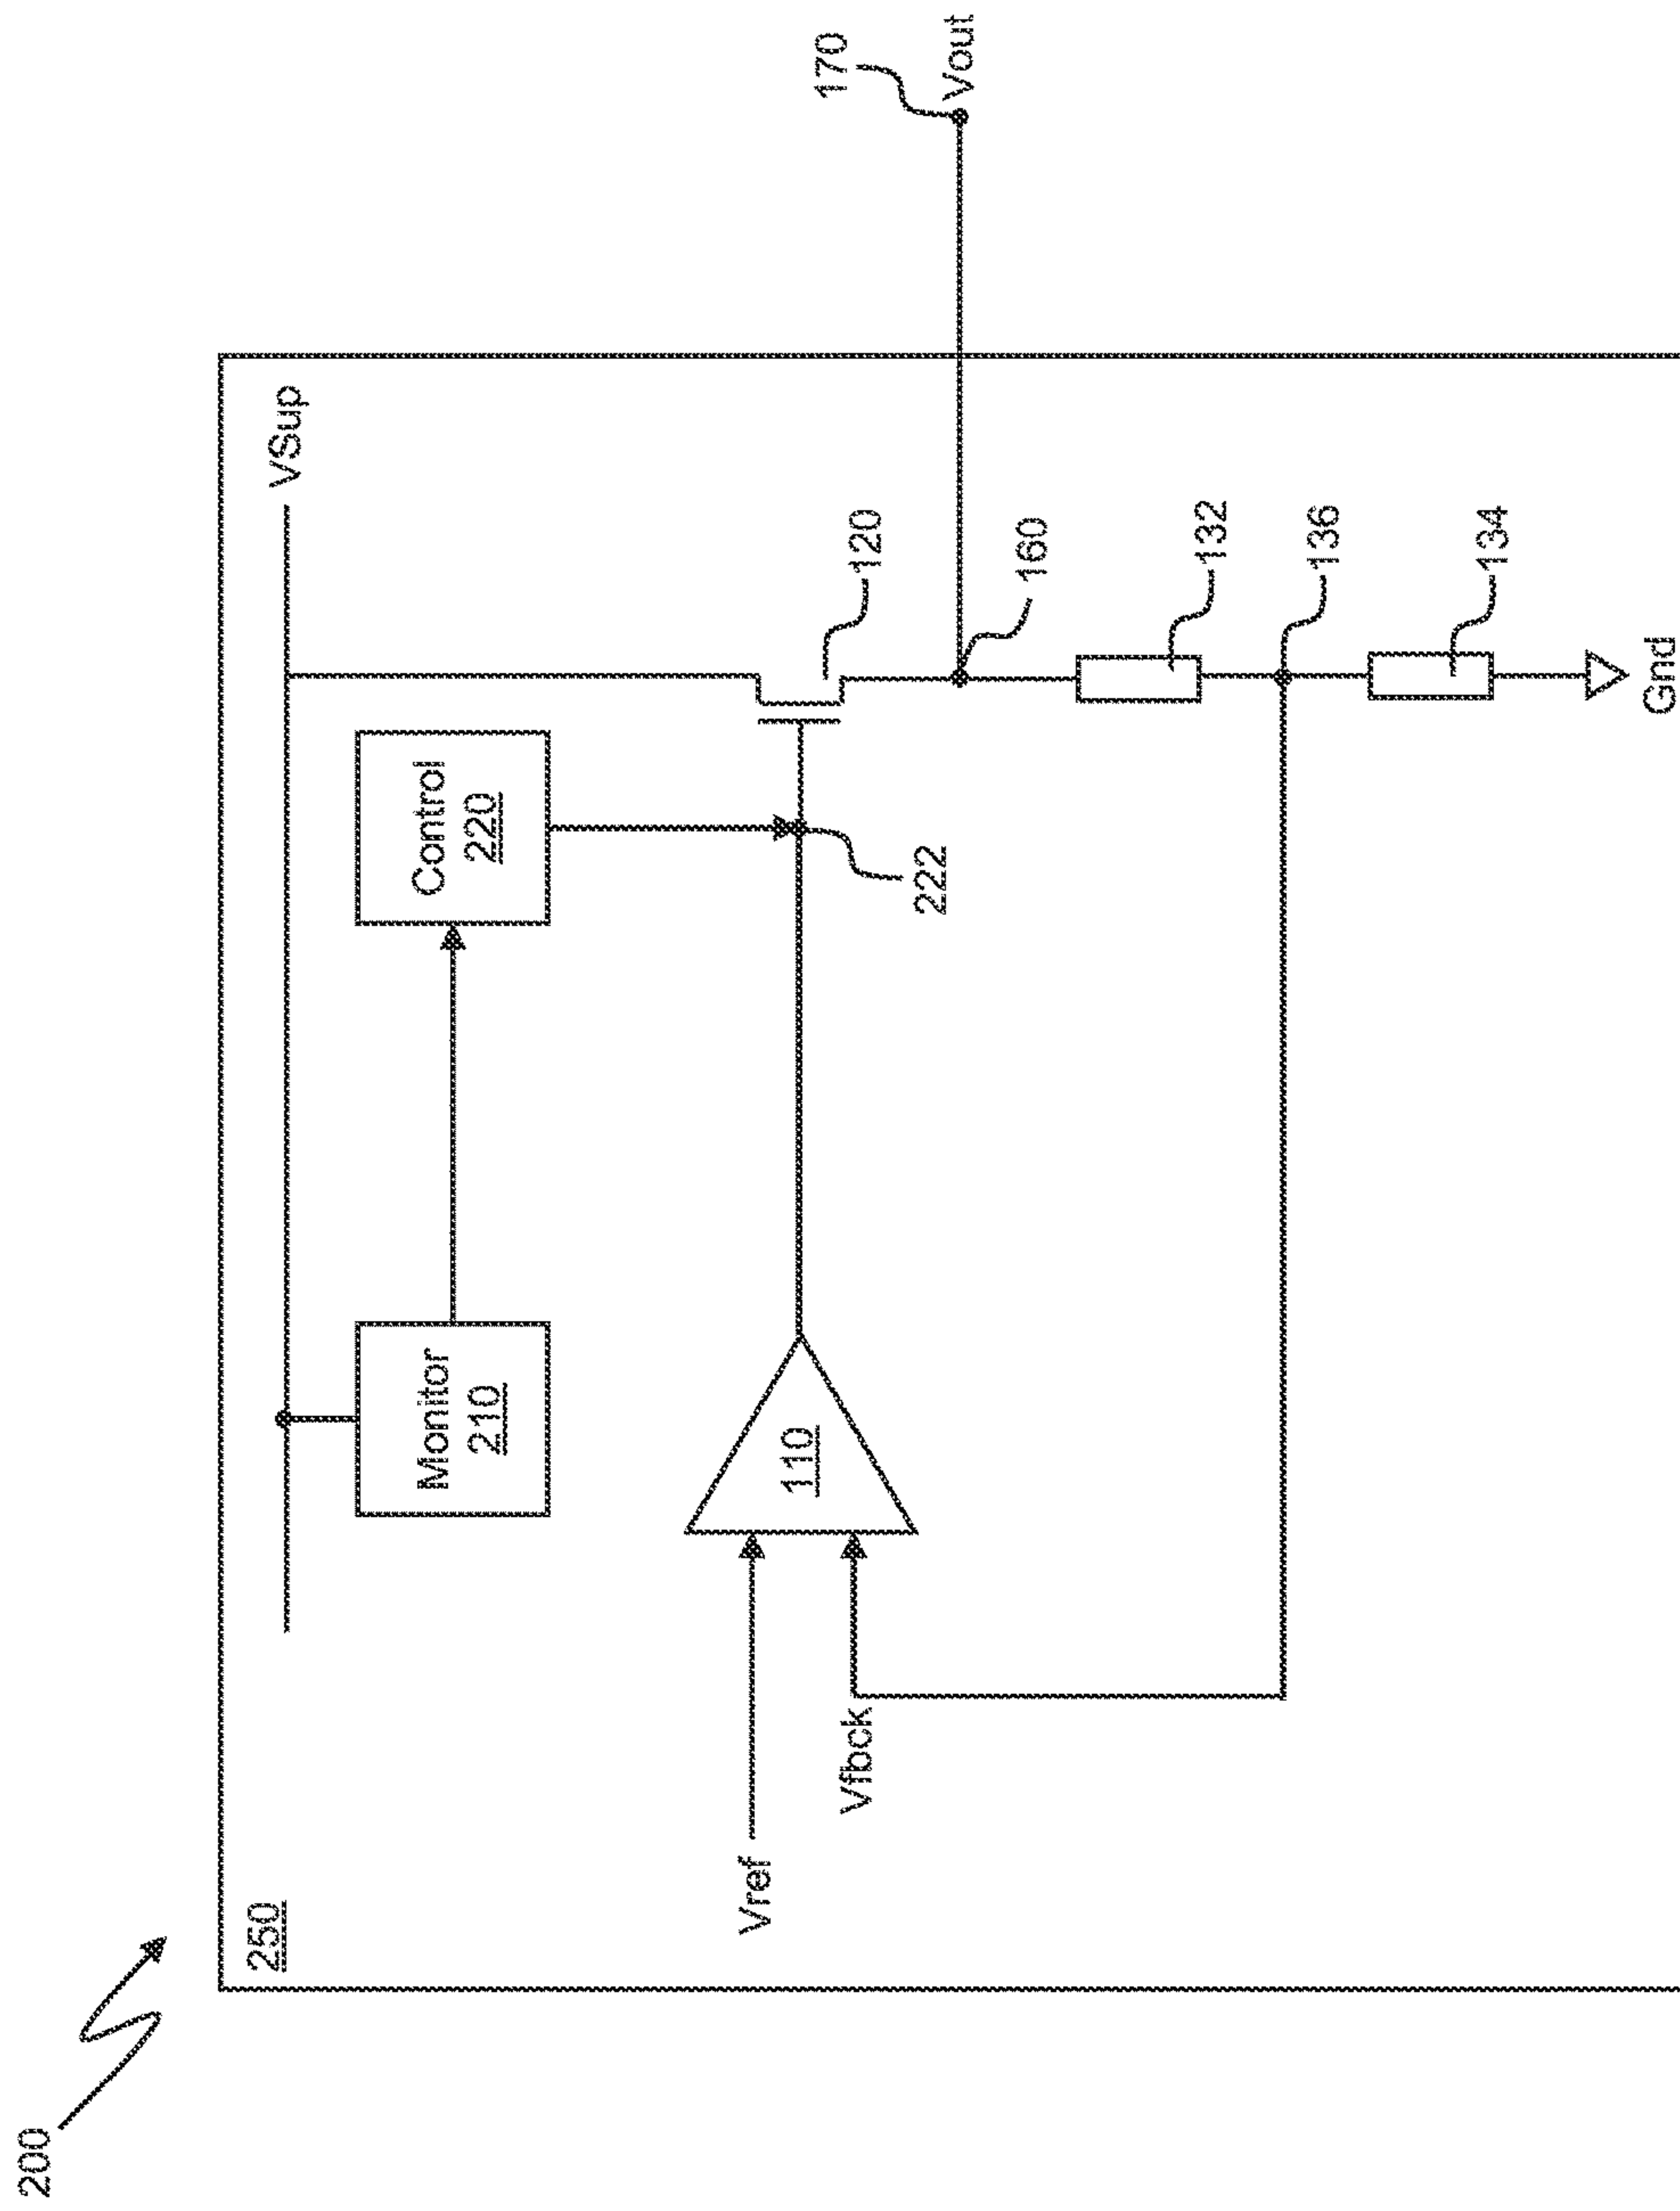 200
250
VSup
Monitor
210
Control
220
Vref
Vfbck
110
222
120
160
170
Vout
132
136
134
Gnd